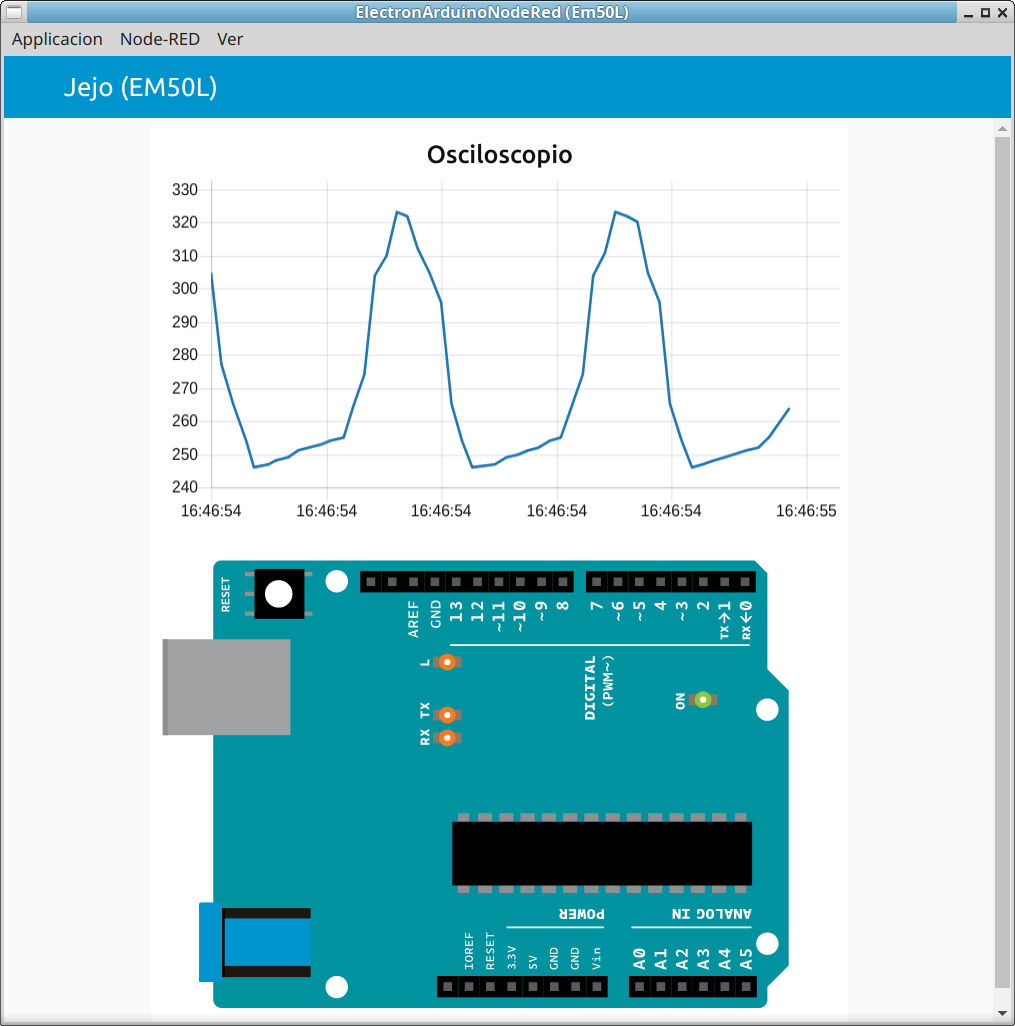 ElectronArduinoNodeRed (Em50L)
Applicacion Node-RED Ver
Jejo (EM50L)
Osciloscopio
330
320
310
300
290
280
270
260
250
240
16:46:54 16:46:54 16:46:54 16:46:54 16:46:54 16:46:55
RESET
AREF
GND
13
12
~11
~10
~9
8
7
~6
~5
4
~3
2
TX→1
RX←0
L
DIGITAL
(PWM~)
ON
TX
RX
POWER
ANALOG IN
IOREF
RESET
3.3V
5V
GND
GND
Vin
A0
A1
A2
A3
A4
A5